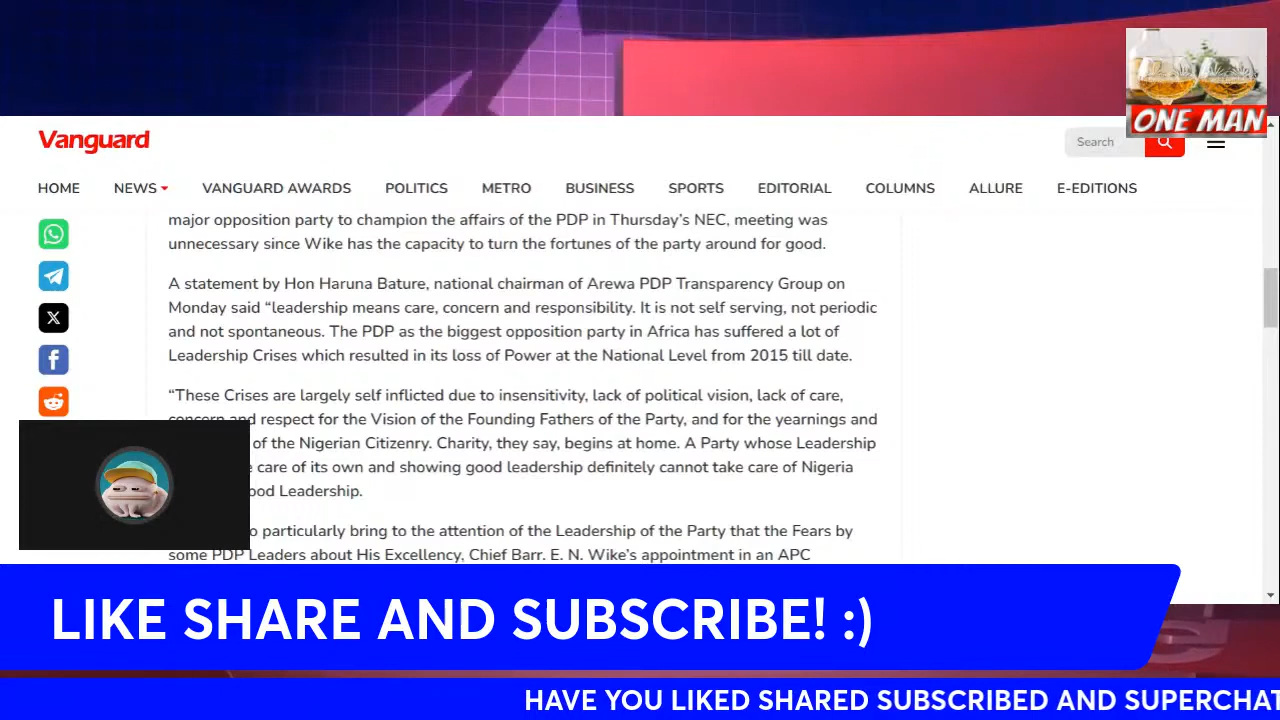 ONE MAN
Vanguard
Search
HOME NEWS VANGUARD AWARDS POLITICS METRO BUSINESS SPORTS EDITORIAL COLUMNS ALLURE E-EDITIONS
major opposition party to champion the affairs of the PDP in Thursday’s NEC, meeting was
unnecessary since Wike has the capacity to turn the fortunes of the party around for good.
A statement by Hon Haruna Bature, national chairman of Arewa PDP Transparency Group on
Monday said “leadership means care, concern and responsibility. It is not self serving, not periodic
and not spontaneous. The PDP as the biggest opposition party in Africa has suffered a lot of
Leadership Crises which resulted in its loss of Power at the National Level from 2015 till date.
“These Crises are largely self inflicted due to insensitivity, lack of political vision, lack of care,
concern and respect for the Vision of the Founding Fathers of the Party, and for the yearnings and
of the Nigerian Citizenry. Charity, they say, begins at home. A Party whose Leadership
care of its own and showing good leadership definitely cannot take care of Nigeria
Leadership.
particularly bring to the attention of the Leadership of the Party that the Fears by
some PDP Leaders about His Excellency, Chief Barr. E. N. Wike’s appointment in an APC
LIKE SHARE AND SUBSCRIBE! :)
HAVE YOU LIKED SHARED SUBSCRIBED AND SUPERCHAT